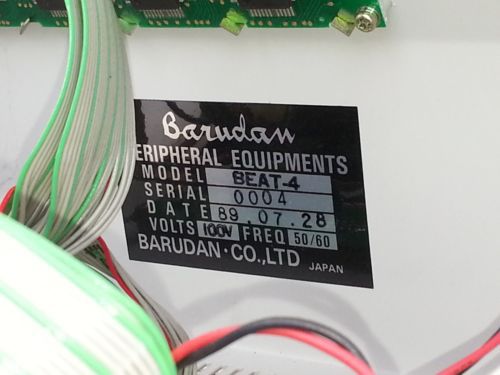 Barudan
ERIPHERAL EQUIPMENTS
MODEL BEAT-4
SERIAL 0004
DATE 89.07.28
VOLTS 100V FREQ 50/60
BARUDAN·CO.,LTD JAPAN